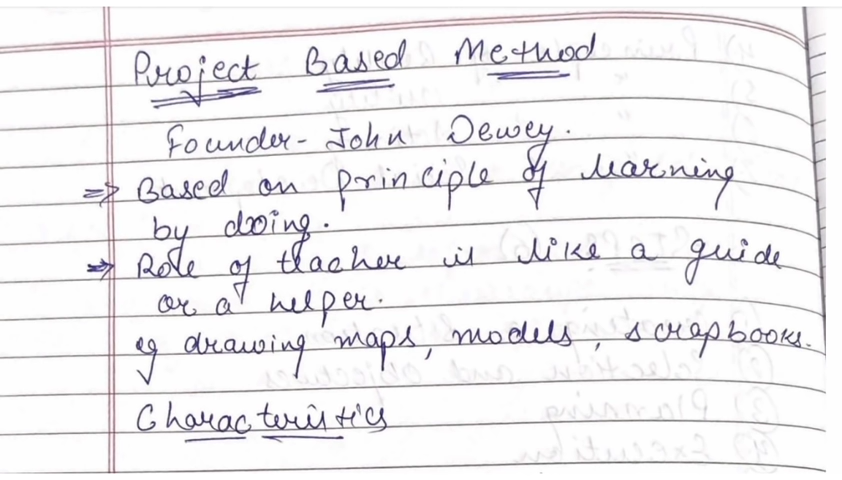 Project Based Method
Founder - John Dewey.
⇒ Based on principle of learning
by doing.
⇒ Role of teacher is like a guide
or a helper.
eg drawing maps, models, scrapbooks.
Characteristics